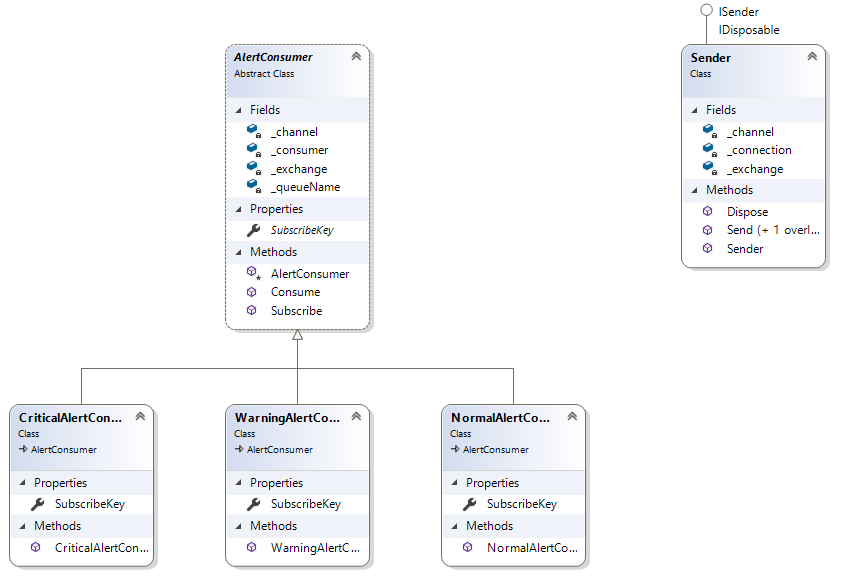 ISender
IDisposable
AlertConsumer
Abstract Class
Fields
_channel
_consumer
_exchange
_queueName
Properties
SubscribeKey
Methods
AlertConsumer
Consume
Subscribe
Sender
Class
Fields
_channel
_connection
_exchange
Methods
Dispose
Send (+ 1 overl...
Sender
CriticalAlertCon...
Class
AlertConsumer
Properties
SubscribeKey
Methods
CriticalAlertCon...
WarningAlertCo...
Class
AlertConsumer
Properties
SubscribeKey
Methods
WarningAlertC...
NormalAlertCo...
Class
AlertConsumer
Properties
SubscribeKey
Methods
NormalAlertCo...